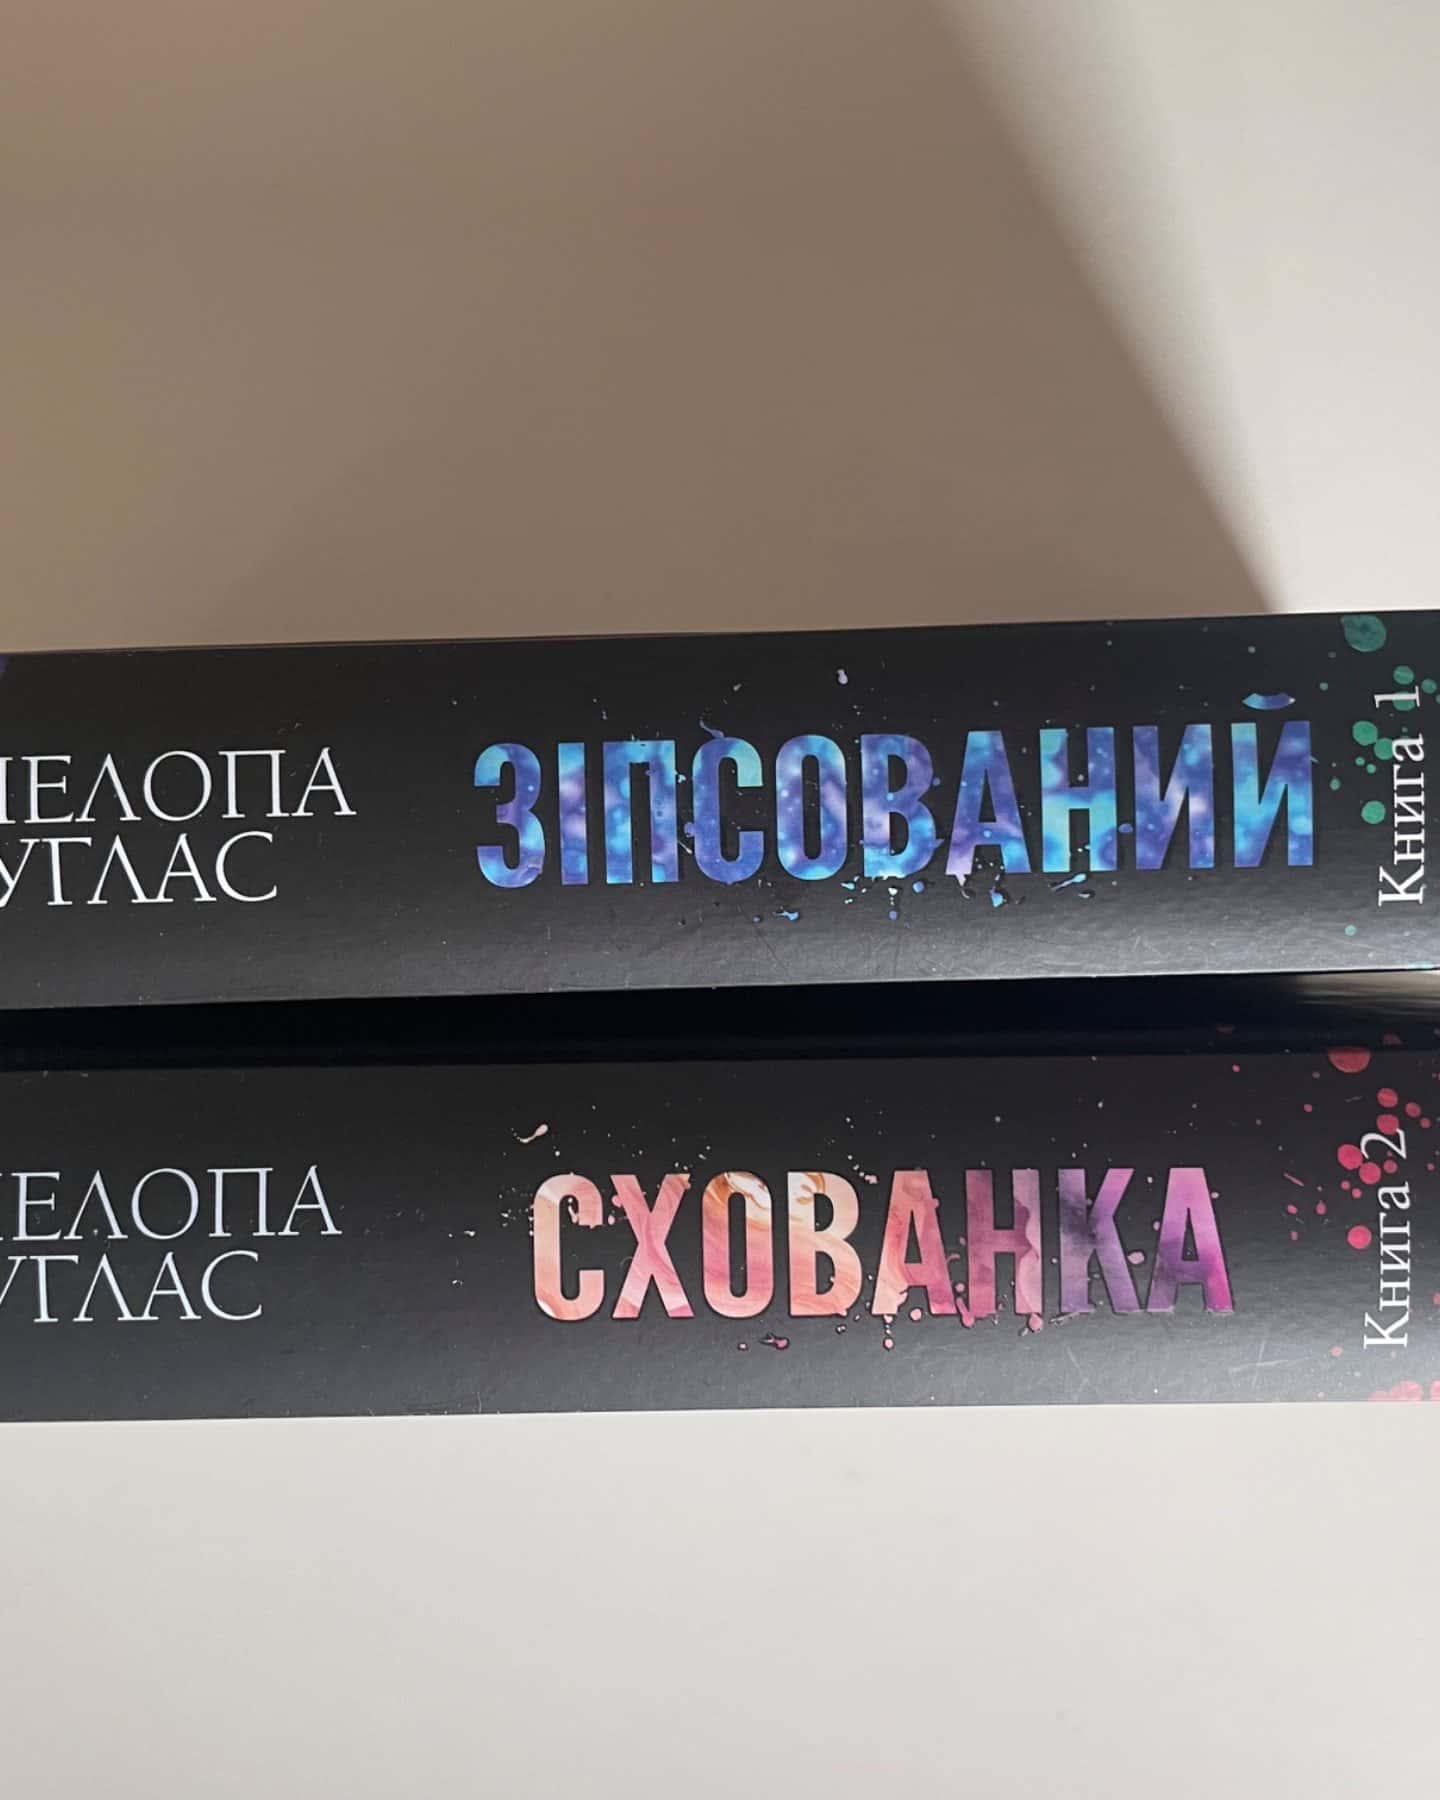 ЕЛОПА
УГЛАС
ЗІПСОВАНИЙ
Книга 1
ЕЛОПА
УГЛАС
СХОВАНКА
Книга 2